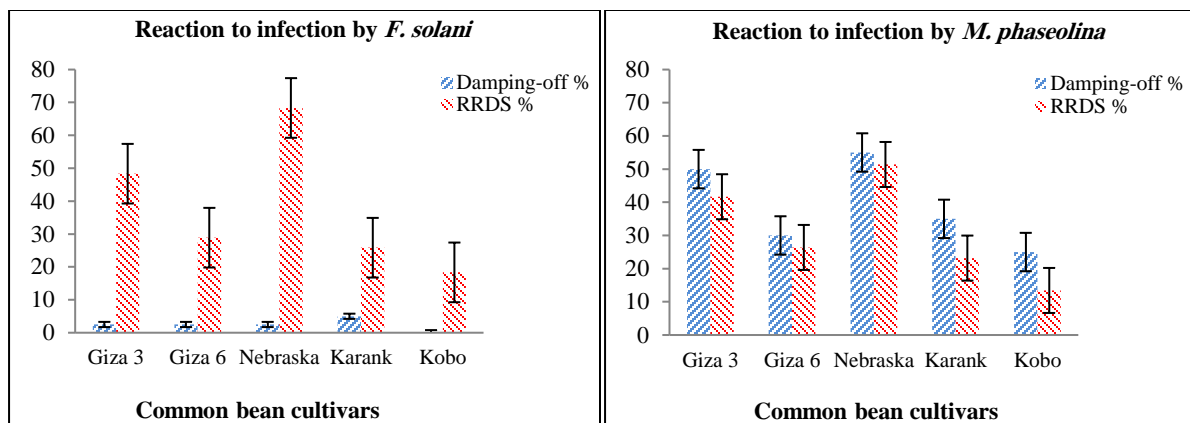 Reaction to infection by F. solani
80
70
60
50
40
30
20
10
0
Damping-off %
RRDS %
Giza 3 Giza 6 Nebraska Karank Kobo
Common bean cultivars
Reaction to infection by M. phaseolina
80
70
60
50
40
30
20
10
0
Damping-off %
RRDS %
Giza 3 Giza 6 Nebraska Karank Kobo
Common bean cultivars